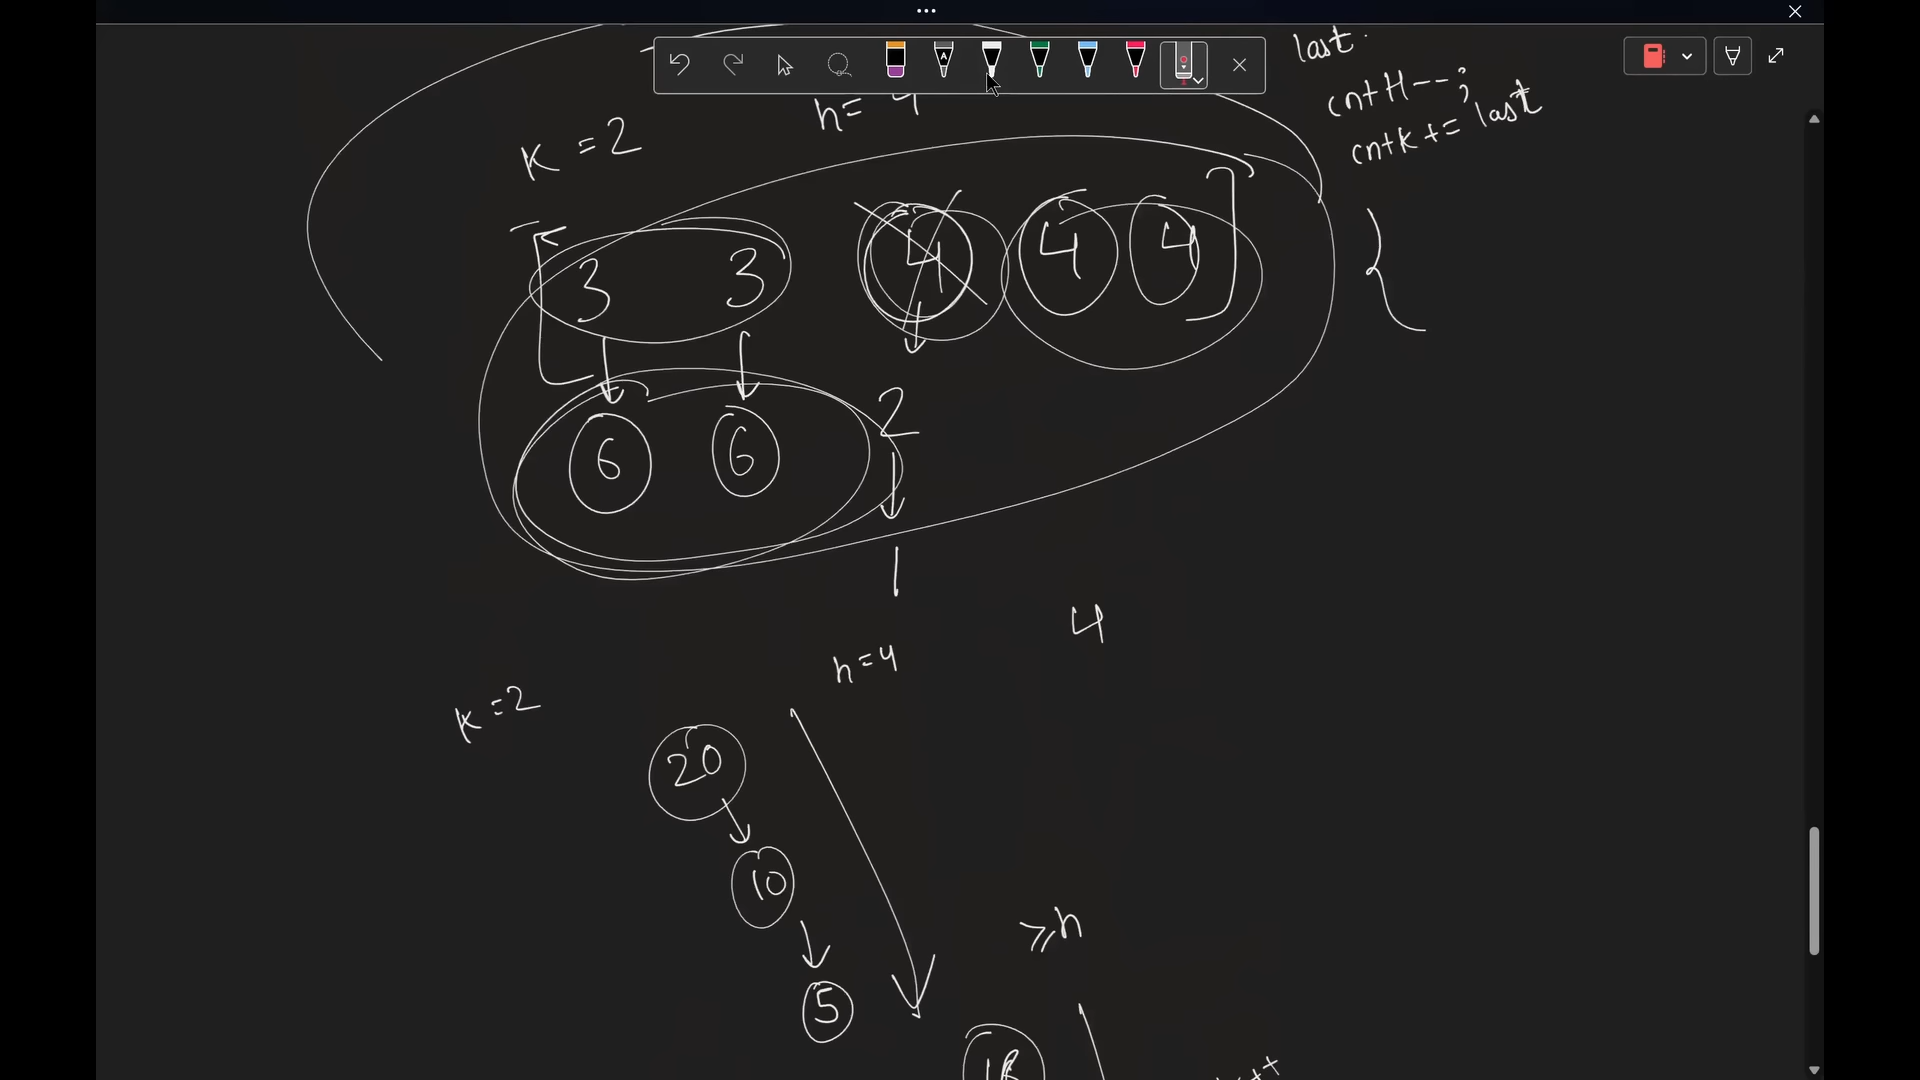 last.
cntH--;
cntk += last
h = 4
K = 2
[ 3 3 4 4 4 ]
{
6 6 2
1
4
h=4
K=2
20
10
⩾h
5
18
++